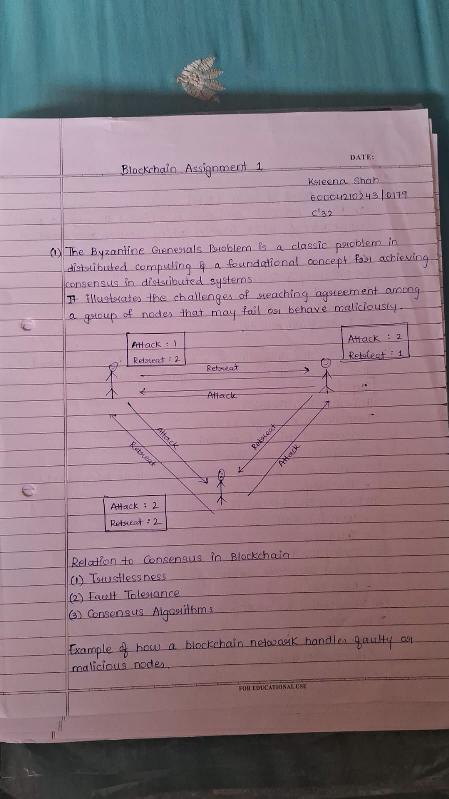 Blockchain Assignment 1
DATE:
Kreena Shah
60004210243/0179
C'32
(1) The Byzantine Generals Problem is a classic problem in
distributed computing & a foundational concept for achieving
consensus in distributed systems
It illustrates the challenges of reaching agreement among
a group of nodes that may fail or behave maliciously.
Attack : 1
Retreat : 2
Attack : 2
Retreat : 1
Retreat
Attack
Attack
Retreat
Retreat
Attack
Attack : 2
Retreat : 2
Relation to Consensus in Blockchain
(1) Trustlessness
(2) Fault Tolerance
(3) Consensus Algorithms
Example of how a blockchain network handles faulty or
malicious nodes.
FOR EDUCATIONAL USE